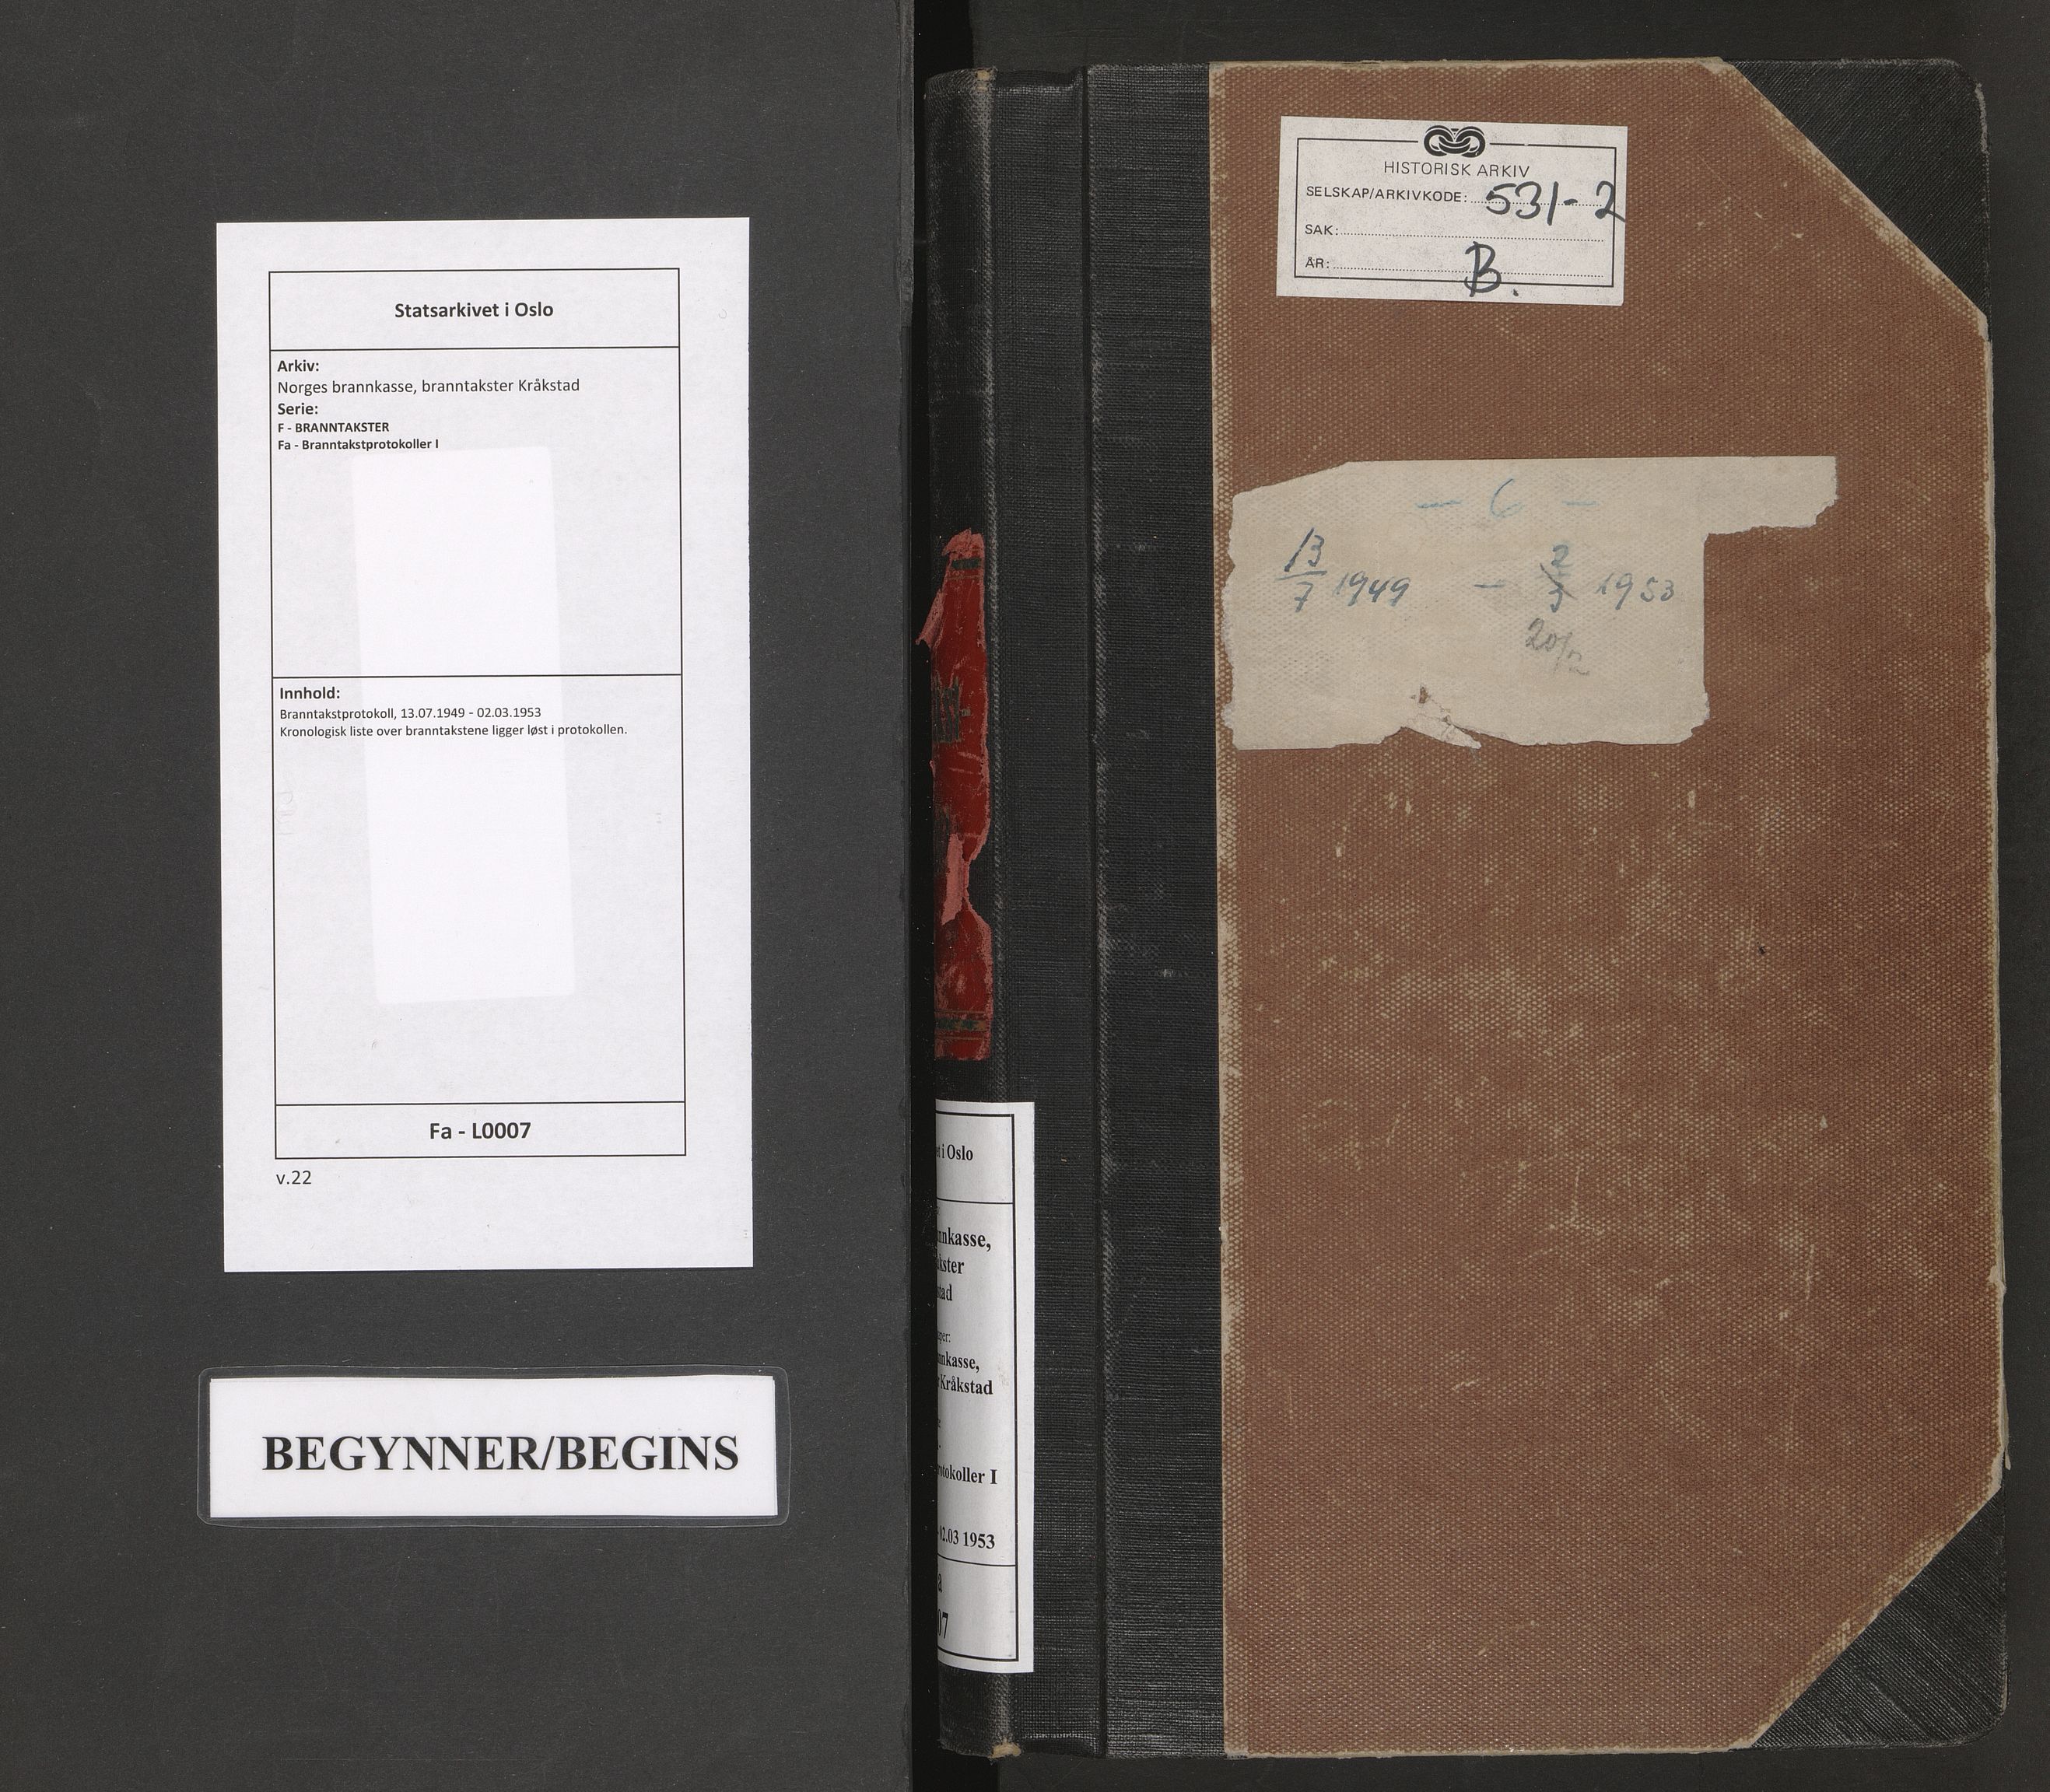 Statsarkivet i Oslo
Arkiv:
Norges brannkasse, branntakster Kråkstad
Serie:
F - BRANNTAKSTER
Fa - Branntakstprotokoller I
Innhold:
Branntakstprotokoll, 13.07.1949 - 02.03.1953
Kronologisk liste over branntakstene ligger løst i protokollen.
Fa - L0007
v.22
BEGYNNER/BEGINS
t i Oslo
nnkasse,
kster
tad
per:
nnkasse,
Kråkstad
otokoller I
02.03 1953
a
07
HISTORISK ARKIV
SELSKAP/ARKIVKODE: 531-2
SAK:
ÅR: B.
- 6 -
13/7 1949 - 2/3 1953
20/2